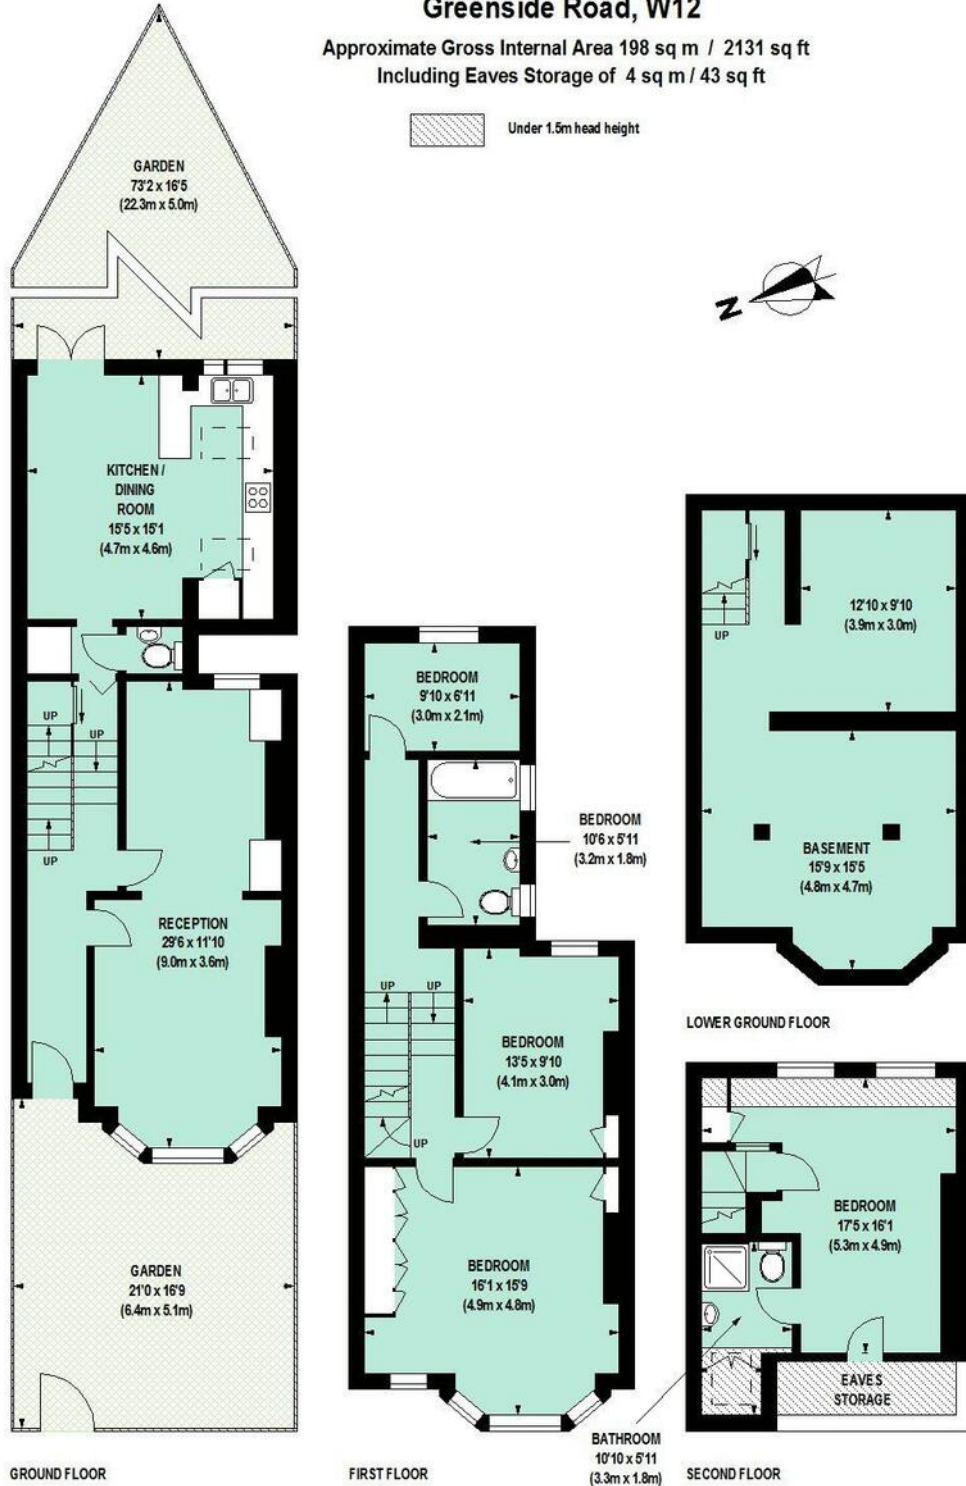 Greenside Road, W12
Approximate Gross Internal Area 198 sq m / 2131 sq ft
Including Eaves Storage of 4 sq m / 43 sq ft
Under 1.5m head height
N
GARDEN
73'2 x 16'5
(22.3m x 5.0m)
KITCHEN /
DINING
ROOM
15'5 x 15'1
(4.7m x 4.6m)
UP
UP
UP
RECEPTION
29'6 x 11'10
(9.0m x 3.6m)
GARDEN
21'0 x 16'9
(6.4m x 5.1m)
GROUND FLOOR
BEDROOM
9'10 x 6'11
(3.0m x 2.1m)
BEDROOM
10'6 x 5'11
(3.2m x 1.8m)
UP
UP
UP
BEDROOM
13'5 x 9'10
(4.1m x 3.0m)
BEDROOM
16'1 x 15'9
(4.9m x 4.8m)
FIRST FLOOR
UP
12'10 x 9'10
(3.9m x 3.0m)
BASEMENT
15'9 x 15'5
(4.8m x 4.7m)
LOWER GROUND FLOOR
BEDROOM
17'5 x 16'1
(5.3m x 4.9m)
EAVES
STORAGE
BATHROOM
10'10 x 5'11
(3.3m x 1.8m)
SECOND FLOOR